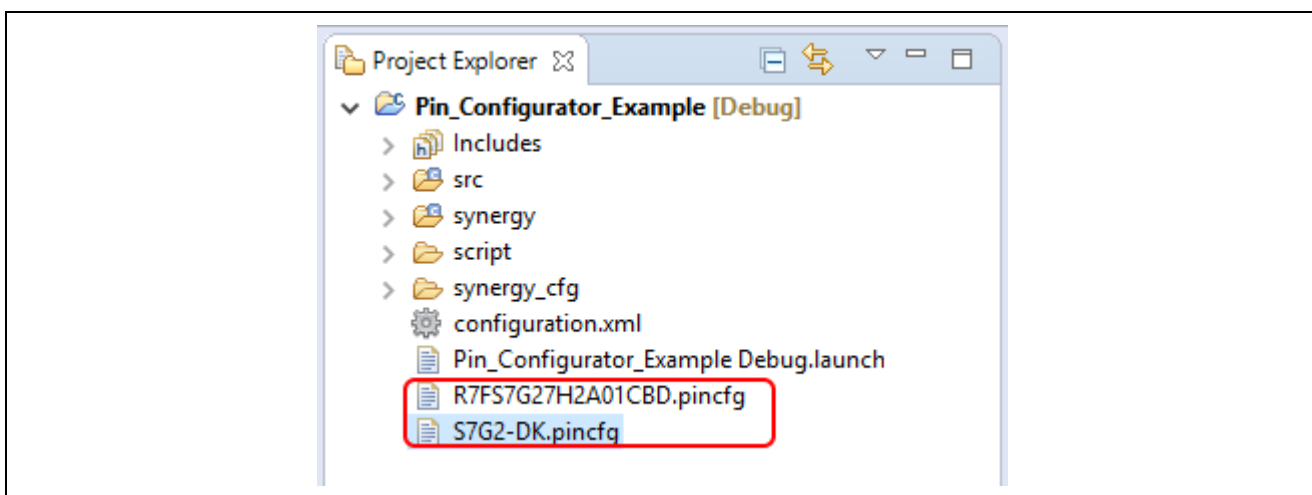 Project Explorer
Pin_Configurator_Example [Debug]
Includes
src
synergy
script
synergy_cfg
configuration.xml
Pin_Configurator_Example Debug.launch
R7FS7G27H2A01CBD.pincfg
S7G2-DK.pincfg